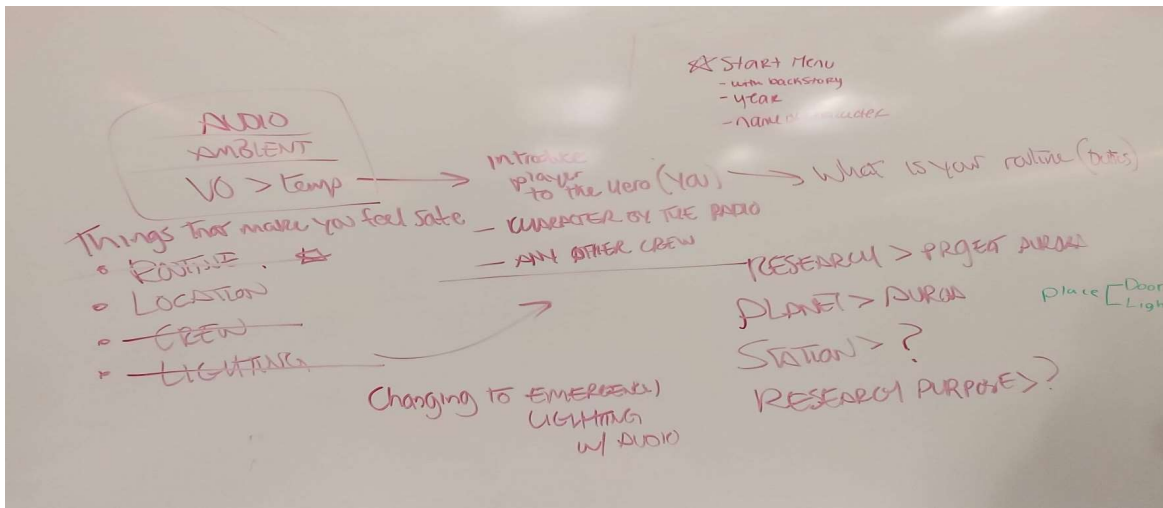 ☆ Start Menu
- with backstory
- year
- name
AUDIO
AMBIENT
VO > temp
Introduce
player
to the Hero (You)
What is your routine
Things that make you feel safe
• ROUTINE ☆
• LOCATION
• CREW
• LIGHTING
- CHARACTER BY THE RADIO
- ANY OTHER CREW
RESEARCH > PROJECT AURORA
PLANET >
STATION > ?
RESEARCH PURPOSE > ?
Place
Door
Ligh
Changing to EMERGENCY
LIGHTING
w/ AUDIO